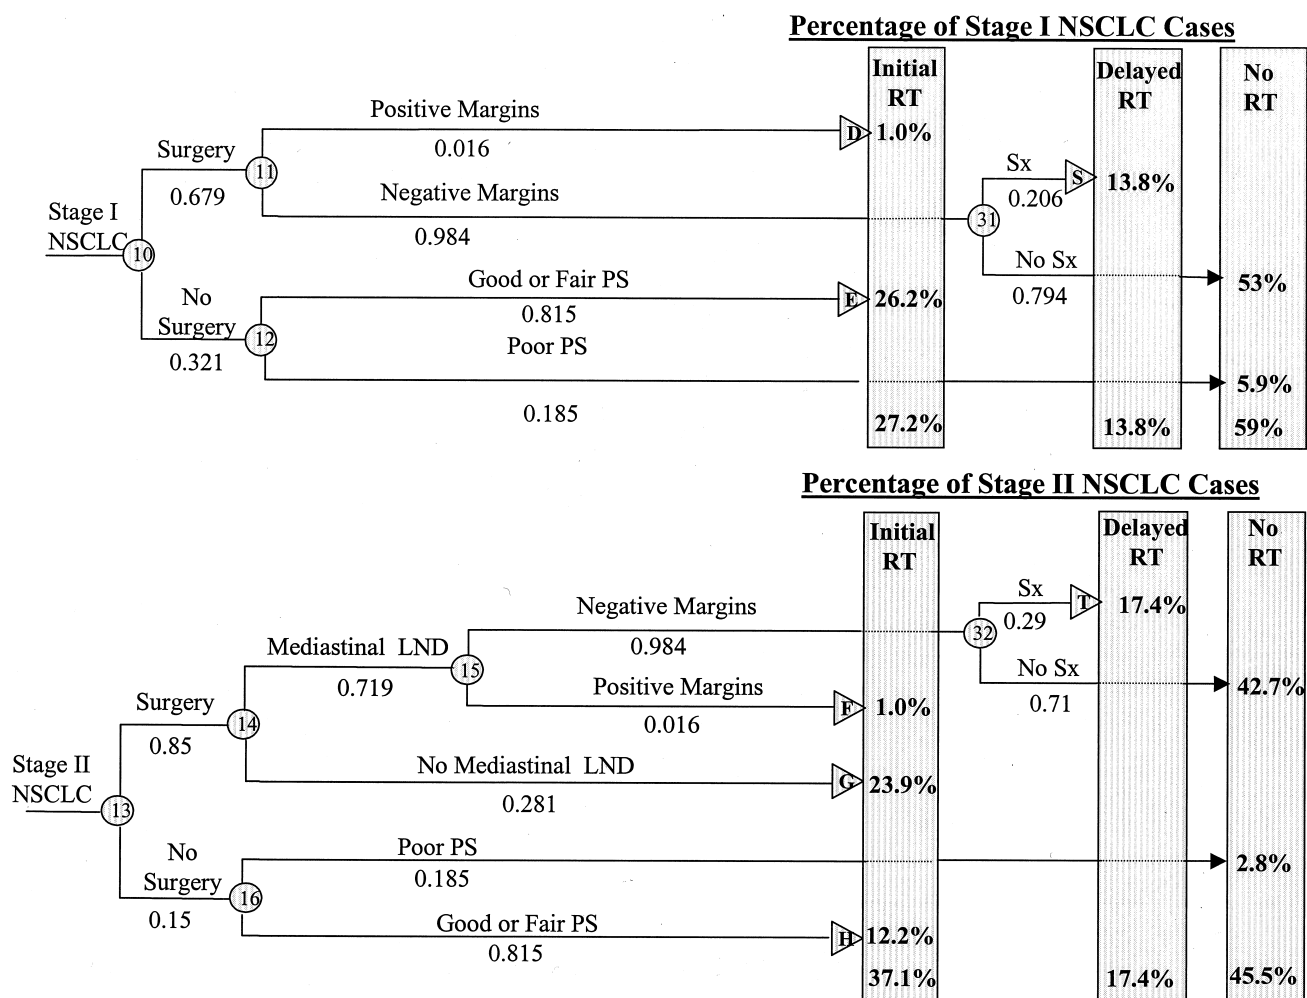 Percentage of Stage I NSCLC Cases
Initial
RT
Delayed
RT
No
RT
Positive Margins
D
1.0%
0.016
Surgery
11
0.679
Negative Margins
0.984
Sx
S
13.8%
0.206
31
No Sx
0.794
53%
Stage I
NSCLC
10
Good or Fair PS
E
26.2%
0.815
No
Surgery
12
0.321
Poor PS
0.185
5.9%
27.2%
13.8%
59%
Percentage of Stage II NSCLC Cases
Initial
RT
Delayed
RT
No
RT
Negative Margins
0.984
Sx
T
17.4%
0.29
32
No Sx
0.71
42.7%
Mediastinal LND
15
0.719
Positive Margins
F
1.0%
0.016
Surgery
14
0.85
No Mediastinal LND
G
23.9%
0.281
Stage II
NSCLC
13
Poor PS
0.185
2.8%
No
Surgery
16
0.15
Good or Fair PS
H
12.2%
0.815
37.1%
17.4%
45.5%